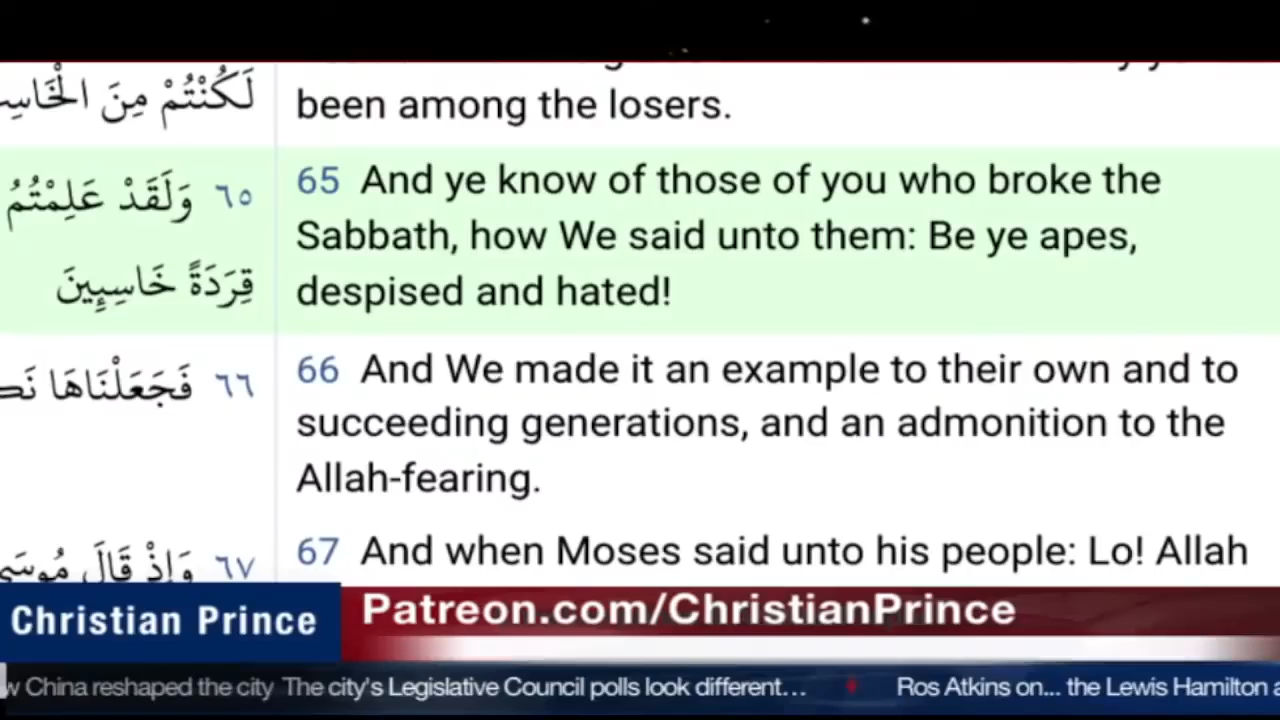 لَكُنْتُمْ مِنَ
been among the losers.
٦٥ وَلَقَدْ عَلِمْتُمُ
65 And ye know of those of you who broke the
Sabbath, how We said unto them: Be ye apes,
قِرَدَةً خَاسِئِينَ
despised and hated!
٦٦ فَجَعَلْنَاهَا
66 And We made it an example to their own and to
succeeding generations, and an admonition to the
Allah-fearing.
٦٧ وَإِذْ قَالَ
67 And when Moses said unto his people: Lo! Allah
Christian Prince
Patreon.com/ChristianPrince
China reshaped the city The city's Legislative Council polls look different... Ros Atkins on... the Lewis Hamilton